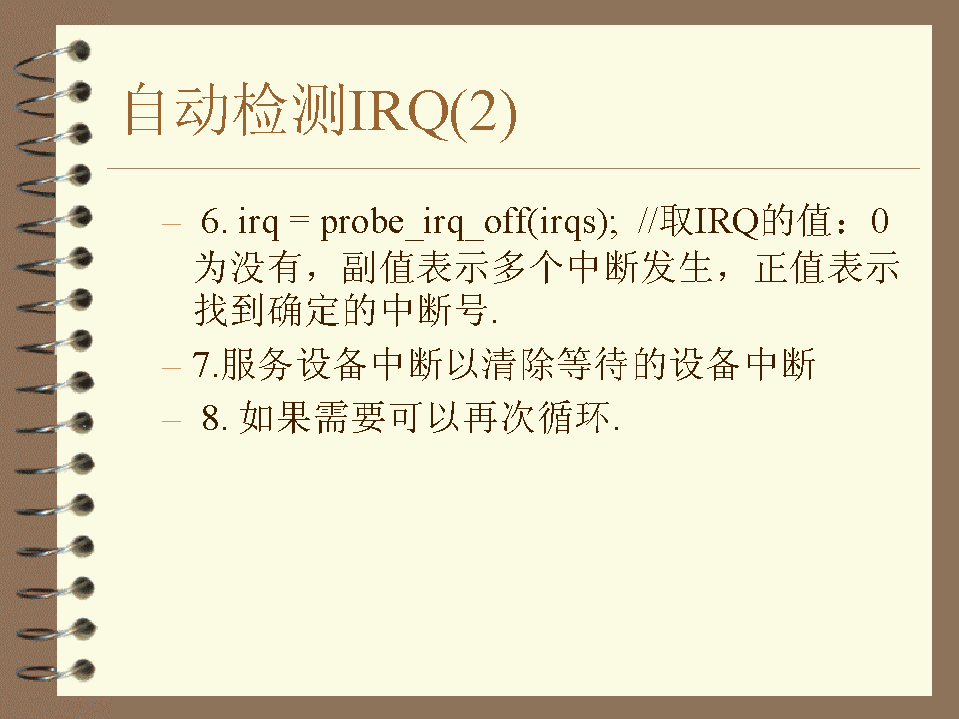 自动检测IRQ(2)
– 6. irq = probe_irq_off(irqs);  //取IRQ的值：0
为没有，副值表示多个中断发生，正值表示
找到确定的中断号.
– 7.服务设备中断以清除等待的设备中断
– 8. 如果需要可以再次循环.